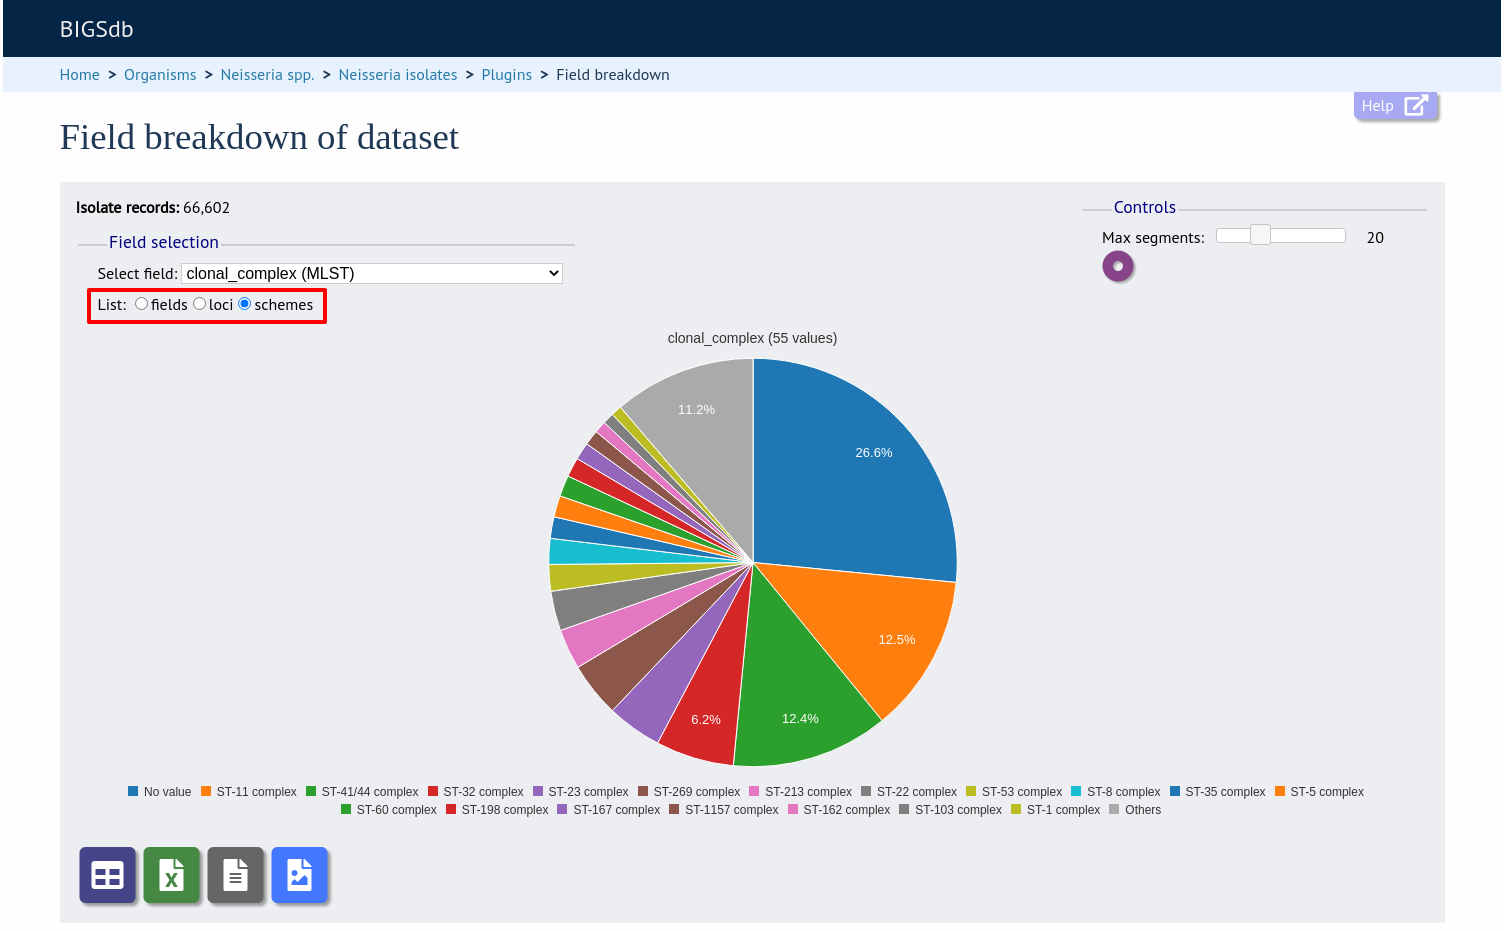 BIGSdb
Home > Organisms > Neisseria spp. > Neisseria isolates > Plugins > Field breakdown
Help
Field breakdown of dataset
Isolate records: 66,602
Controls
Max segments: 20
Field selection
Select field: clonal_complex (MLST)
List: fields loci schemes
clonal_complex (55 values)
11.2%
26.6%
12.5%
12.4%
6.2%
No value ST-11 complex ST-41/44 complex ST-32 complex ST-23 complex ST-269 complex ST-213 complex ST-22 complex ST-53 complex ST-8 complex ST-35 complex ST-5 complex
ST-60 complex ST-198 complex ST-167 complex ST-1157 complex ST-162 complex ST-103 complex ST-1 complex Others
X